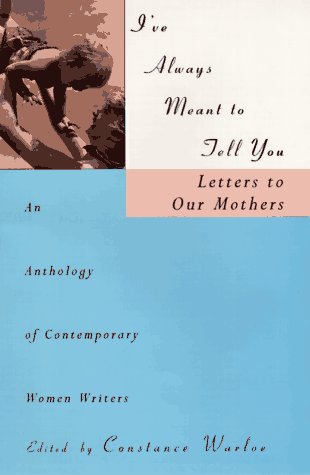 I've
Always
Meant to
Tell You
Letters to
Our Mothers
An
Anthology
of Contemporary
Women Writers
Edited by Constance Warloe